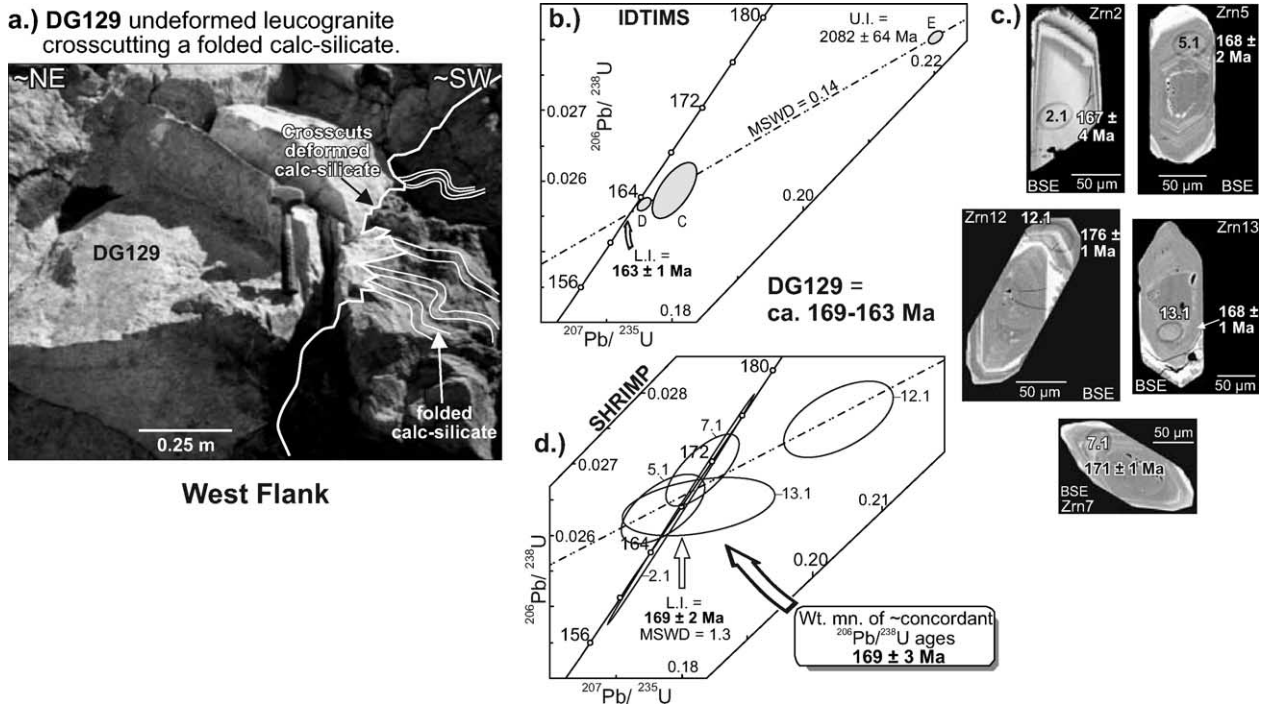 a.) DG129 undeformed leucogranite
crosscutting a folded calc-silicate.
~NE
~SW
Crosscuts
deformed
calc-silicate
DG129
folded
calc-silicate
0.25 m
West Flank
b.)
IDTIMS
180
U.I. =
2082 ± 64 Ma
E
0.22
206Pb/ 238U
172
0.027
MSWD = 0.14
0.026
164
D
C
0.20
L.I. =
163 ± 1 Ma
156
0.18
207Pb/ 235U
DG129 =
ca. 169-163 Ma
c.)
Zrn2
2.1
167 ±
4 Ma
BSE
50 µm
Zrn5
5.1
168 ±
2 Ma
50 µm
BSE
12.1
Zrn12
176 ±
1 Ma
50 µm
BSE
Zrn13
13.1
168 ±
1 Ma
BSE
50 µm
50 µm
7.1
171 ± 1 Ma
BSE
Zrn7
d.)
SHRIMP
180
0.028
12.1
7.1
172
0.027
5.1
13.1
0.21
0.026
164
2.1
0.20
206Pb/ 238U
L.I. =
169 ± 2 Ma
MSWD = 1.3
156
0.18
207Pb/ 235U
Wt. mn. of ~concordant
206Pb/238U ages
169 ± 3 Ma